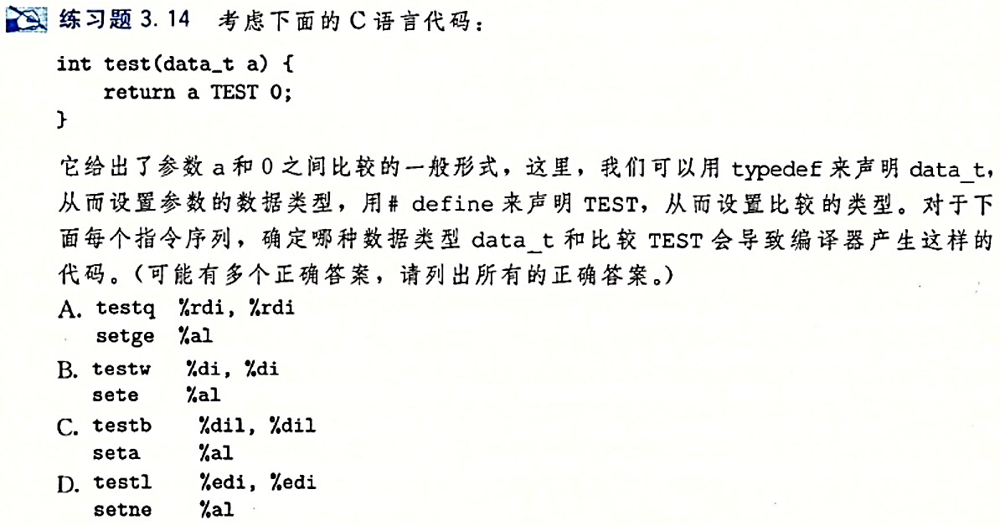 练习题 3.14 考虑下面的 C 语言代码：
int test(data_t a) {
    return a TEST 0;
}
它给出了参数 a 和 0 之间比较的一般形式，这里，我们可以用 typedef 来声明 data_t，
从而设置参数的数据类型，用# define 来声明 TEST，从而设置比较的类型。对于下
面每个指令序列，确定哪种数据类型 data_t 和比较 TEST 会导致编译器产生这样的
代码。（可能有多个正确答案，请列出所有的正确答案。）
A. testq %rdi, %rdi
setge %al
B. testw %di, %di
sete %al
C. testb %dil, %dil
seta %al
D. testl %edi, %edi
setne %al